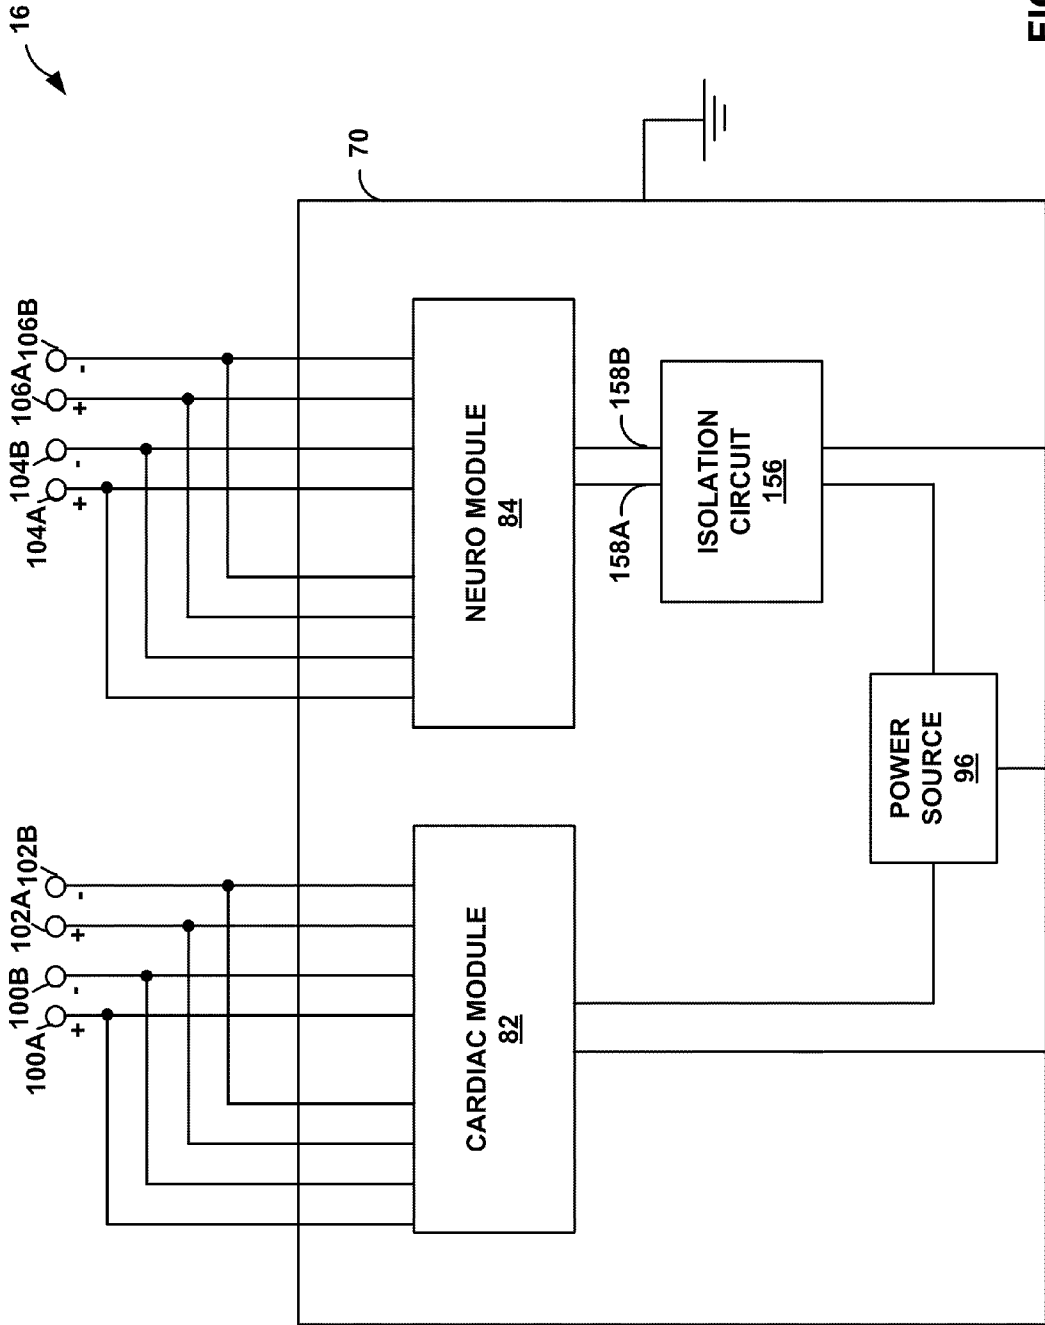 16
FIG
70
100A
+
100B
-
102A
+
102B
-
104A
+
104B
-
106A
+
106B
-
CARDIAC MODULE
82
NEURO MODULE
84
158A
158B
ISOLATION
CIRCUIT
156
POWER
SOURCE
96